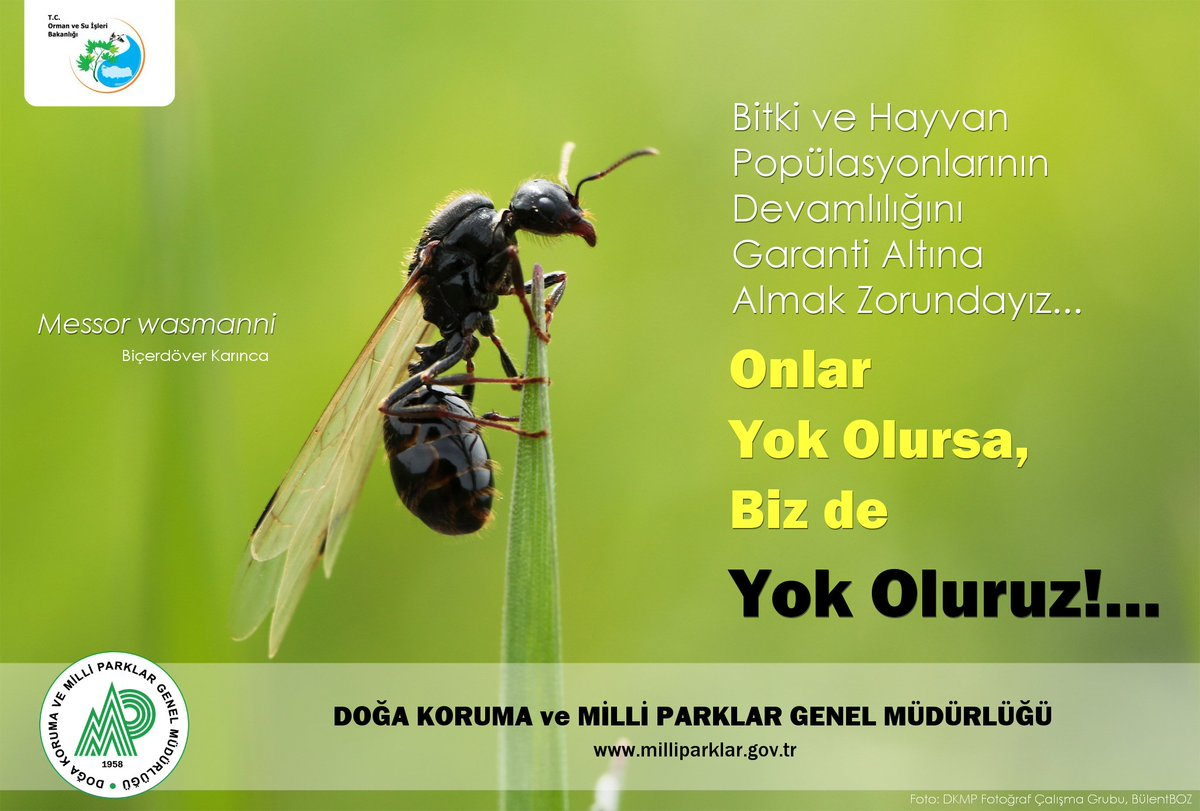 T.C.
Orman ve Su İşleri
Bakanlığı
Bitki ve Hayvan
Popülasyonlarının
Devamlılığını
Garanti Altına
Almak Zorundayız...
Messor wasmanni
Biçerdöver Karınca
Onlar
Yok Olursa,
Biz de
Yok Oluruz!...
DOĞA KORUMA VE MİLLİ PARKLAR GENEL MÜDÜRLÜĞÜ
1958
DOĞA KORUMA ve MİLLİ PARKLAR GENEL MÜDÜRLÜĞÜ
www.milliparklar.gov.tr
Foto: DKMP Fotoğraf Çalışma Grubu, BülentBOZ